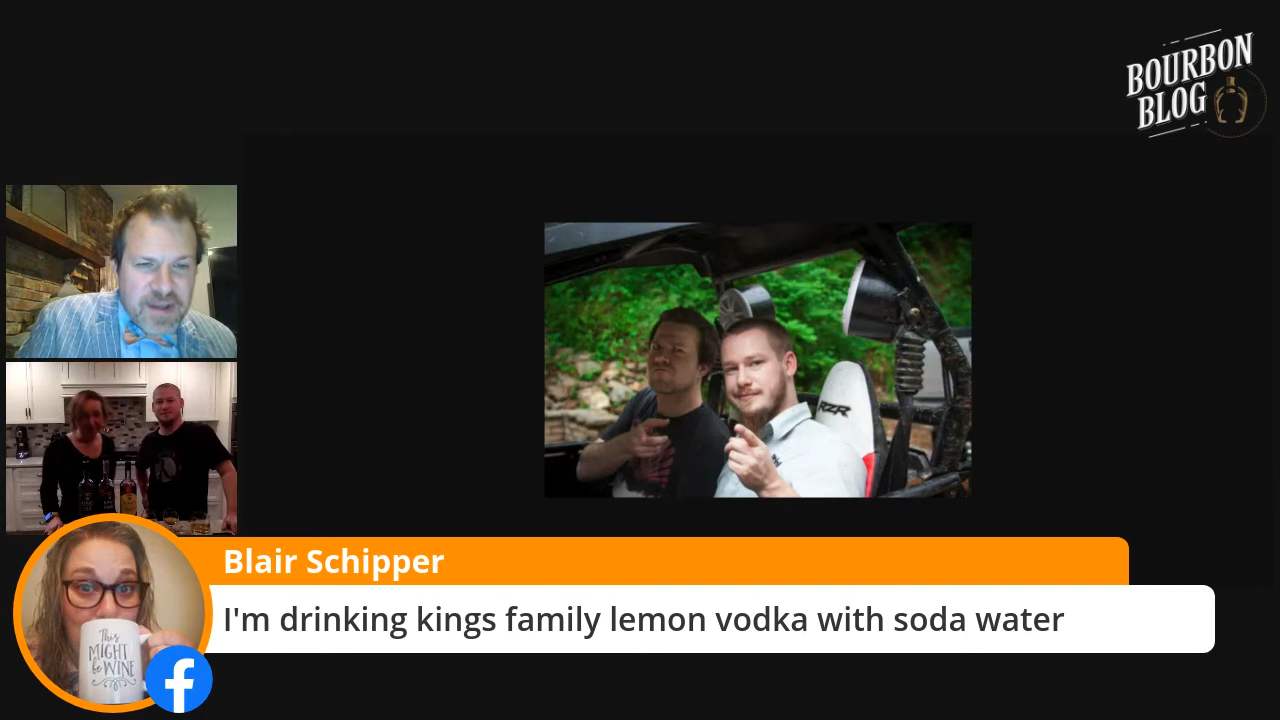 BOURBON
BLOG
RZR
Blair Schipper
I'm drinking kings family lemon vodka with soda water
This
MIGHT
be WINE